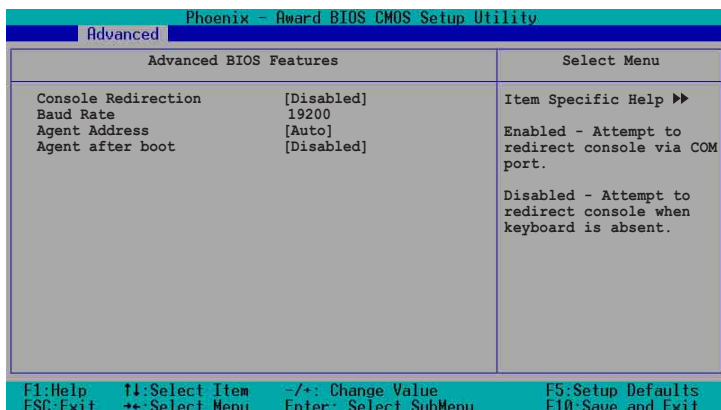 Phoenix - Award BIOS CMOS Setup Utility
Advanced
Advanced BIOS Features
Select Menu
Console Redirection [Disabled]
Baud Rate 19200
Agent Address [Auto]
Agent after boot [Disabled]
Item Specific Help ▶▶
Enabled - Attempt to
redirect console via COM
port.
Disabled - Attempt to
redirect console when
keyboard is absent.
F1:Help ↑↓:Select Item -/+: Change Value F5:Setup Defaults
ESC:Exit →←:Select Menu Enter: Select SubMenu F10:Save and Exit